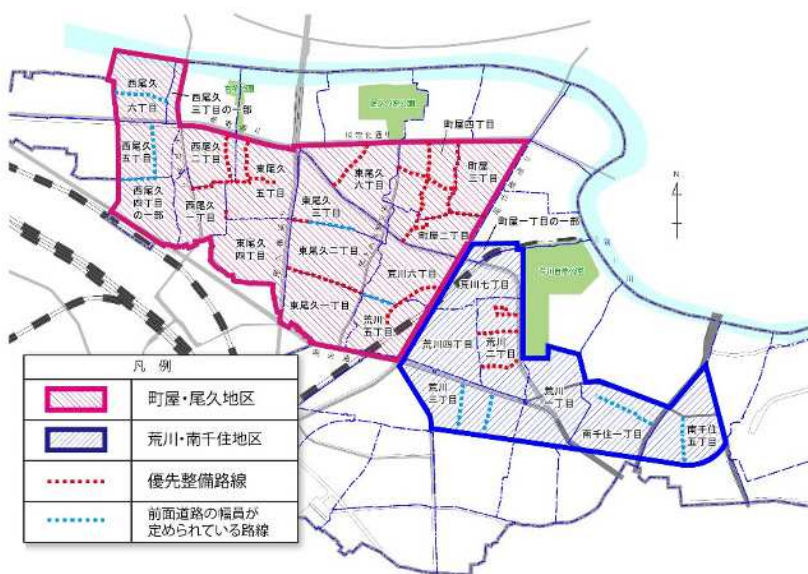 西尾久
六丁目
西尾久
三丁目の一部
西尾久
五丁目
西尾久
二丁目
西尾久
四丁目
の一部
西尾久
一丁目
東尾久
五丁目
東尾久
四丁目
東尾久
三丁目
東尾久
六丁目
町屋四丁目
町屋
三丁目
町屋二丁目
町屋一丁目の一部
東尾久二丁目
東尾久一丁目
荒川六丁目
荒川
五丁目
荒川七丁目
荒川四丁目
荒川
二丁目
荒川
三丁目
荒川
一丁目
南千住一丁目
南千住
五丁目
N
凡 例
町屋・尾久地区
荒川・南千住地区
優先整備路線
前面道路の幅員が
定められている路線